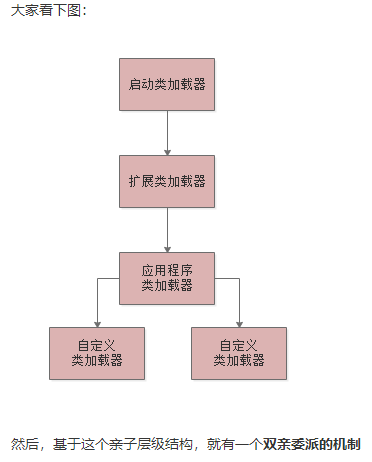 大家看下图：
启动类加载器
扩展类加载器
应用程序
类加载器
自定义
类加载器
自定义
类加载器
然后，基于这个亲子层级结构，就有一个双亲委派的机制